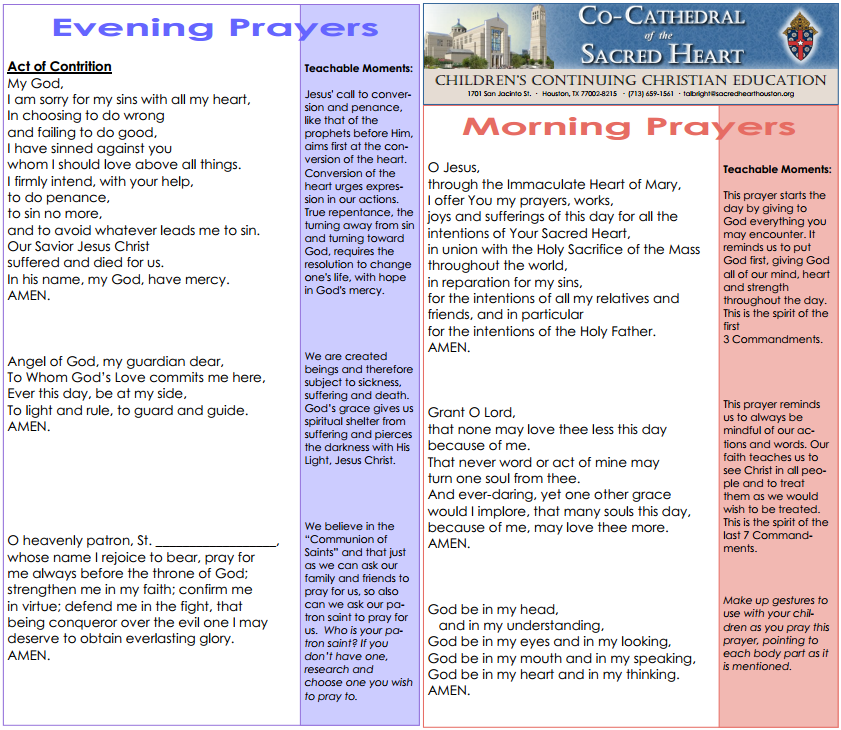 Evening Prayers
Act of Contrition
My God,
I am sorry for my sins with all my heart,
In choosing to do wrong
and failing to do good,
I have sinned against you
whom I should love above all things.
I firmly intend, with your help,
to do penance,
to sin no more,
and to avoid whatever leads me to sin.
Our Savior Jesus Christ
suffered and died for us.
In his name, my God, have mercy.
AMEN.
Angel of God, my guardian dear,
To Whom God's Love commits me here,
Ever this day, be at my side,
To light and rule, to guard and guide.
AMEN.
O heavenly patron, St. _________________,
whose name I rejoice to bear, pray for
me always before the throne of God;
strengthen me in my faith; confirm me
in virtue; defend me in the fight, that
being conqueror over the evil one I may
deserve to obtain everlasting glory.
AMEN.
Teachable Moments:
Jesus' call to conver-
sion and penance,
like that of the
prophets before Him,
aims first at the con-
version of the heart.
Conversion of the
heart urges expres-
sion in our actions.
True repentance, the
turning away from sin
and turning toward
God, requires the
resolution to change
one's life, with hope
in God's mercy.
We are created
beings and therefore
subject to sickness,
suffering and death.
God's grace gives us
spiritual shelter from
suffering and pierces
the darkness with His
Light, Jesus Christ.
We believe in the
"Communion of
Saints" and that just
as we can ask our
family and friends to
pray for us, so also
can we ask our pa-
tron saint to pray for
us. Who is your pa-
tron saint? If you
don't have one,
research and
choose one you wish
to pray to.
Co-Cathedral
of the
Sacred Heart
Children's Continuing Christian Education
1701 San Jacinto St. · Houston, TX 77002-8215 · (713) 659-1561 · talbright@sacredhearthouston.org
Morning Prayers
O Jesus,
through the Immaculate Heart of Mary,
I offer You my prayers, works,
joys and sufferings of this day for all the
intentions of Your Sacred Heart,
in union with the Holy Sacrifice of the Mass
throughout the world,
in reparation for my sins,
for the intentions of all my relatives and
friends, and in particular
for the intentions of the Holy Father.
AMEN.
Grant O Lord,
that none may love thee less this day
because of me.
That never word or act of mine may
turn one soul from thee.
And ever-daring, yet one other grace
would I implore, that many souls this day,
because of me, may love thee more.
AMEN.
God be in my head,
and in my understanding,
God be in my eyes and in my looking,
God be in my mouth and in my speaking,
God be in my heart and in my thinking.
AMEN.
Teachable Moments:
This prayer starts the
day by giving to
God everything you
may encounter. It
reminds us to put
God first, giving God
all of our mind, heart
and strength
throughout the day.
This is the spirit of the
first
3 Commandments.
This prayer reminds
us to always be
mindful of our ac-
tions and words. Our
faith teaches us to
see Christ in all peo-
ple and to treat
them as we would
wish to be treated.
This is the spirit of the
last 7 Command-
ments.
Make up gestures to
use with your chil-
dren as you pray this
prayer, pointing to
each body part as it
is mentioned.